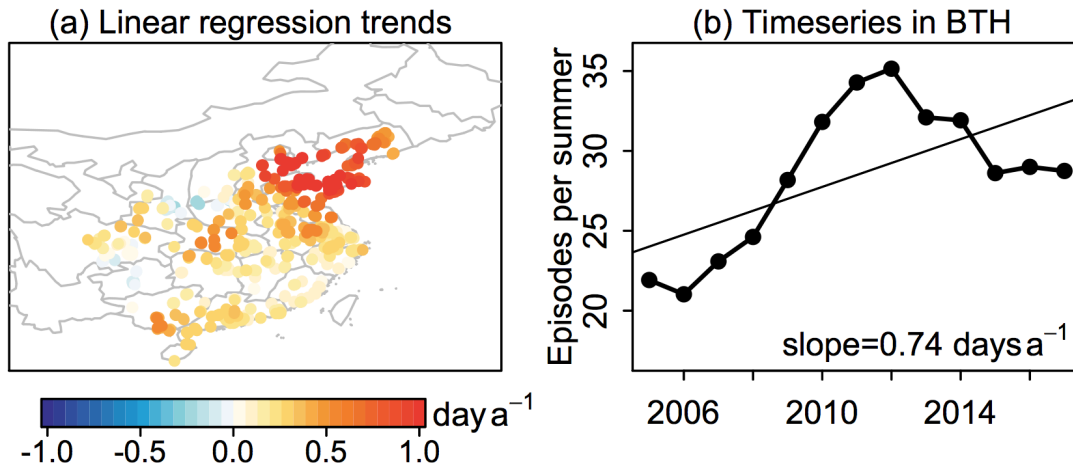 (a) Linear regression trends
-1.0 -0.5 0.0 0.5 1.0
day a⁻¹
(b) Timeseries in BTH
Episodes per summer
35
30
25
20
slope=0.74 days a⁻¹
2006 2010 2014